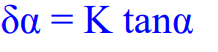 δα = K tanα